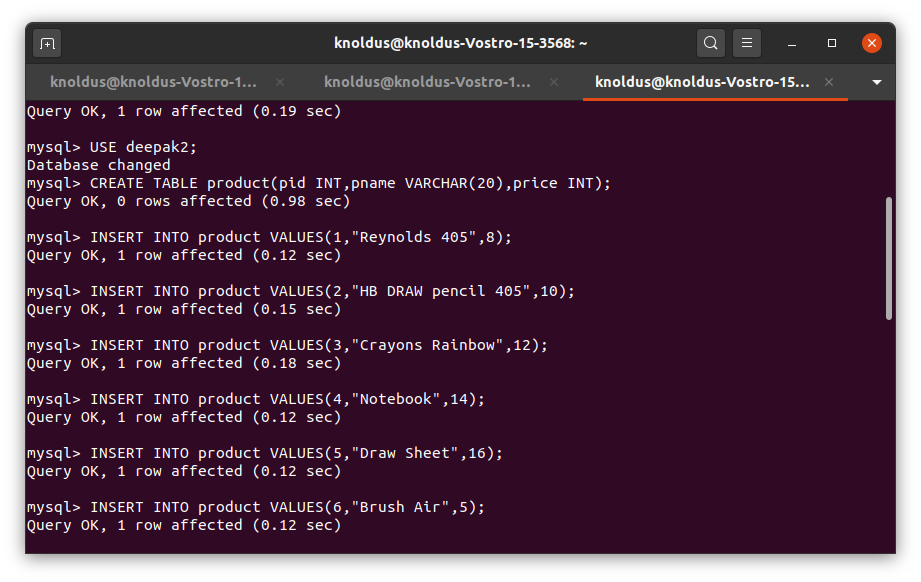 knoldus@knoldus-Vostro-15-3568: ~
knoldus@knoldus-Vostro-1... knoldus@knoldus-Vostro-1... knoldus@knoldus-Vostro-15...
Query OK, 1 row affected (0.19 sec)
mysql> USE deepak2;
Database changed
mysql> CREATE TABLE product(pid INT,pname VARCHAR(20),price INT);
Query OK, 0 rows affected (0.98 sec)
mysql> INSERT INTO product VALUES(1,"Reynolds 405",8);
Query OK, 1 row affected (0.12 sec)
mysql> INSERT INTO product VALUES(2,"HB DRAW pencil 405",10);
Query OK, 1 row affected (0.15 sec)
mysql> INSERT INTO product VALUES(3,"Crayons Rainbow",12);
Query OK, 1 row affected (0.18 sec)
mysql> INSERT INTO product VALUES(4,"Notebook",14);
Query OK, 1 row affected (0.12 sec)
mysql> INSERT INTO product VALUES(5,"Draw Sheet",16);
Query OK, 1 row affected (0.12 sec)
mysql> INSERT INTO product VALUES(6,"Brush Air",5);
Query OK, 1 row affected (0.12 sec)